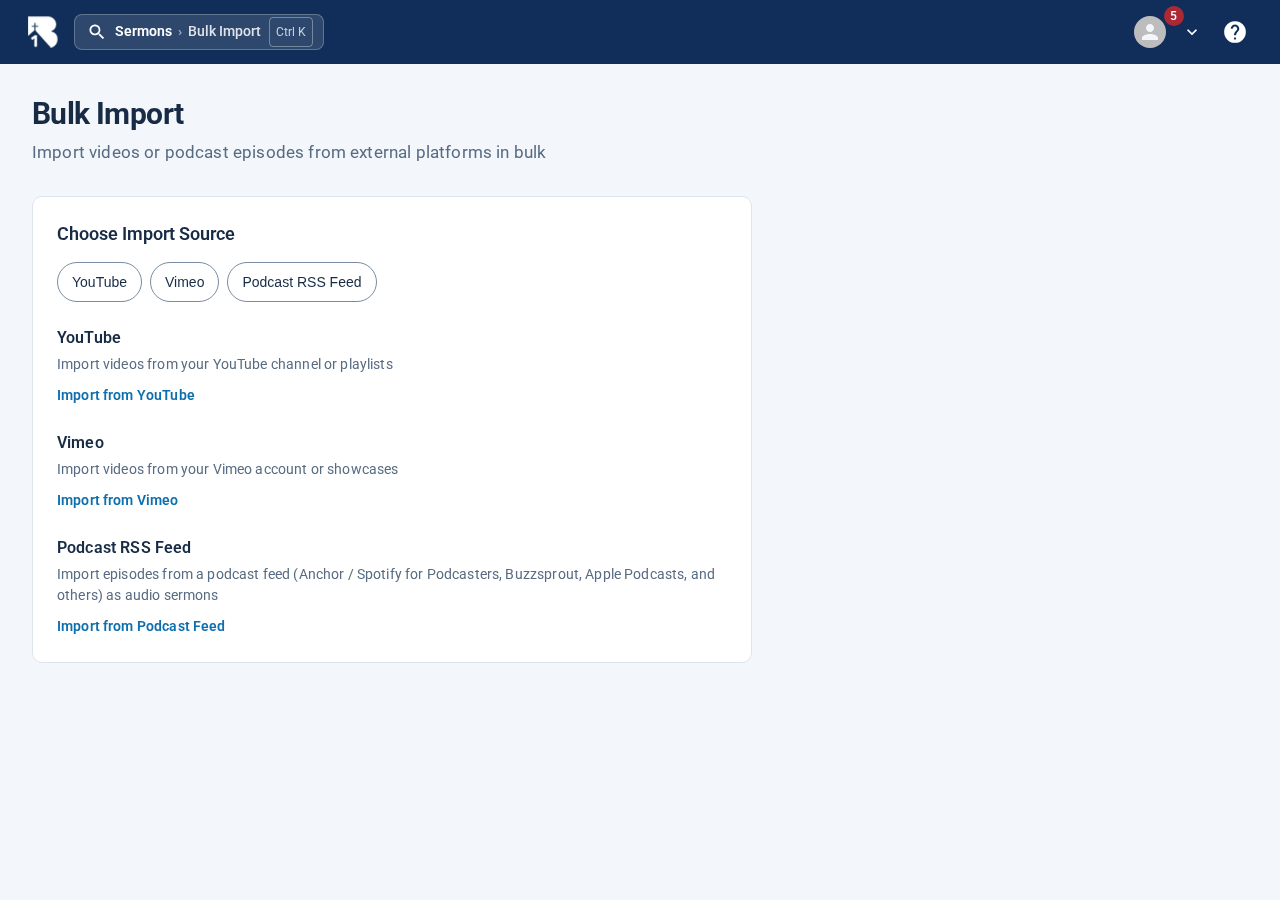 Sermons › Bulk Import Ctrl K
5
Bulk Import
Import videos or podcast episodes from external platforms in bulk
Choose Import Source
YouTube
Vimeo
Podcast RSS Feed
YouTube
Import videos from your YouTube channel or playlists
Import from YouTube
Vimeo
Import videos from your Vimeo account or showcases
Import from Vimeo
Podcast RSS Feed
Import episodes from a podcast feed (Anchor / Spotify for Podcasters, Buzzsprout, Apple Podcasts, and
others) as audio sermons
Import from Podcast Feed